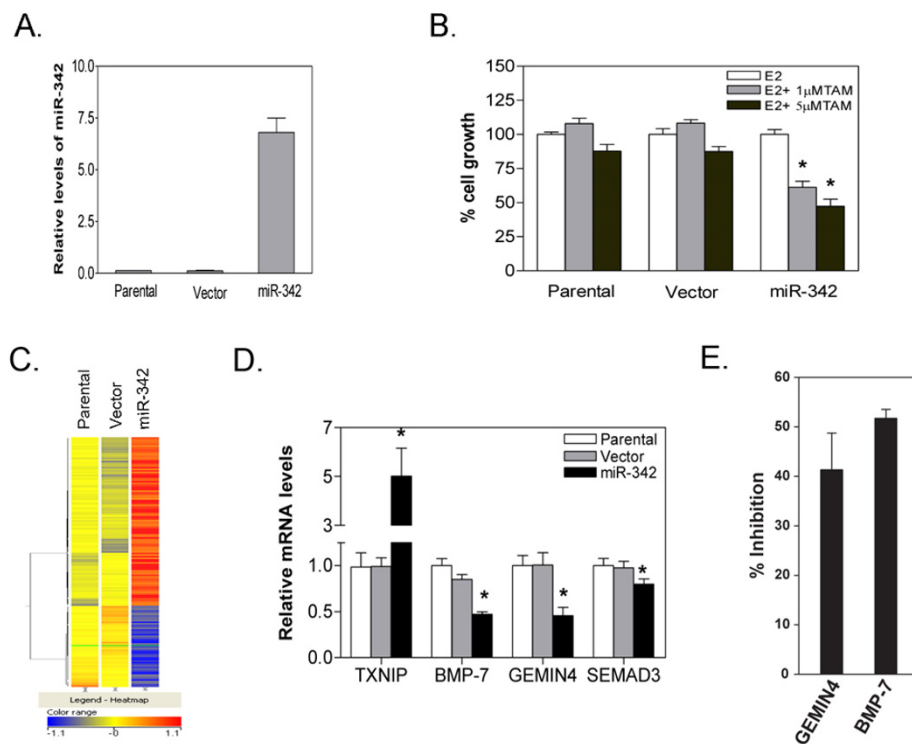 A.
Relative levels of miR-342
10.0
7.5
5.0
2.5
0.0
Parental
Vector
miR-342
B.
% cell growth
150
125
100
75
50
25
0
E2
E2+ 1μMTAM
E2+ 5μMTAM
*
*
Parental
Vector
miR-342
C.
Parental
Vector
miR-342
Legend - Heatmap
Color range
-1.1
-0
1.1
D.
Relative mRNA levels
7
5
3
1.0
0.5
0.0
Parental
Vector
miR-342
*
*
*
*
TXNIP
BMP-7
GEMIN4
SEMAD3
E.
% Inhibition
60
50
40
30
20
10
0
GEMIN4
BMP-7